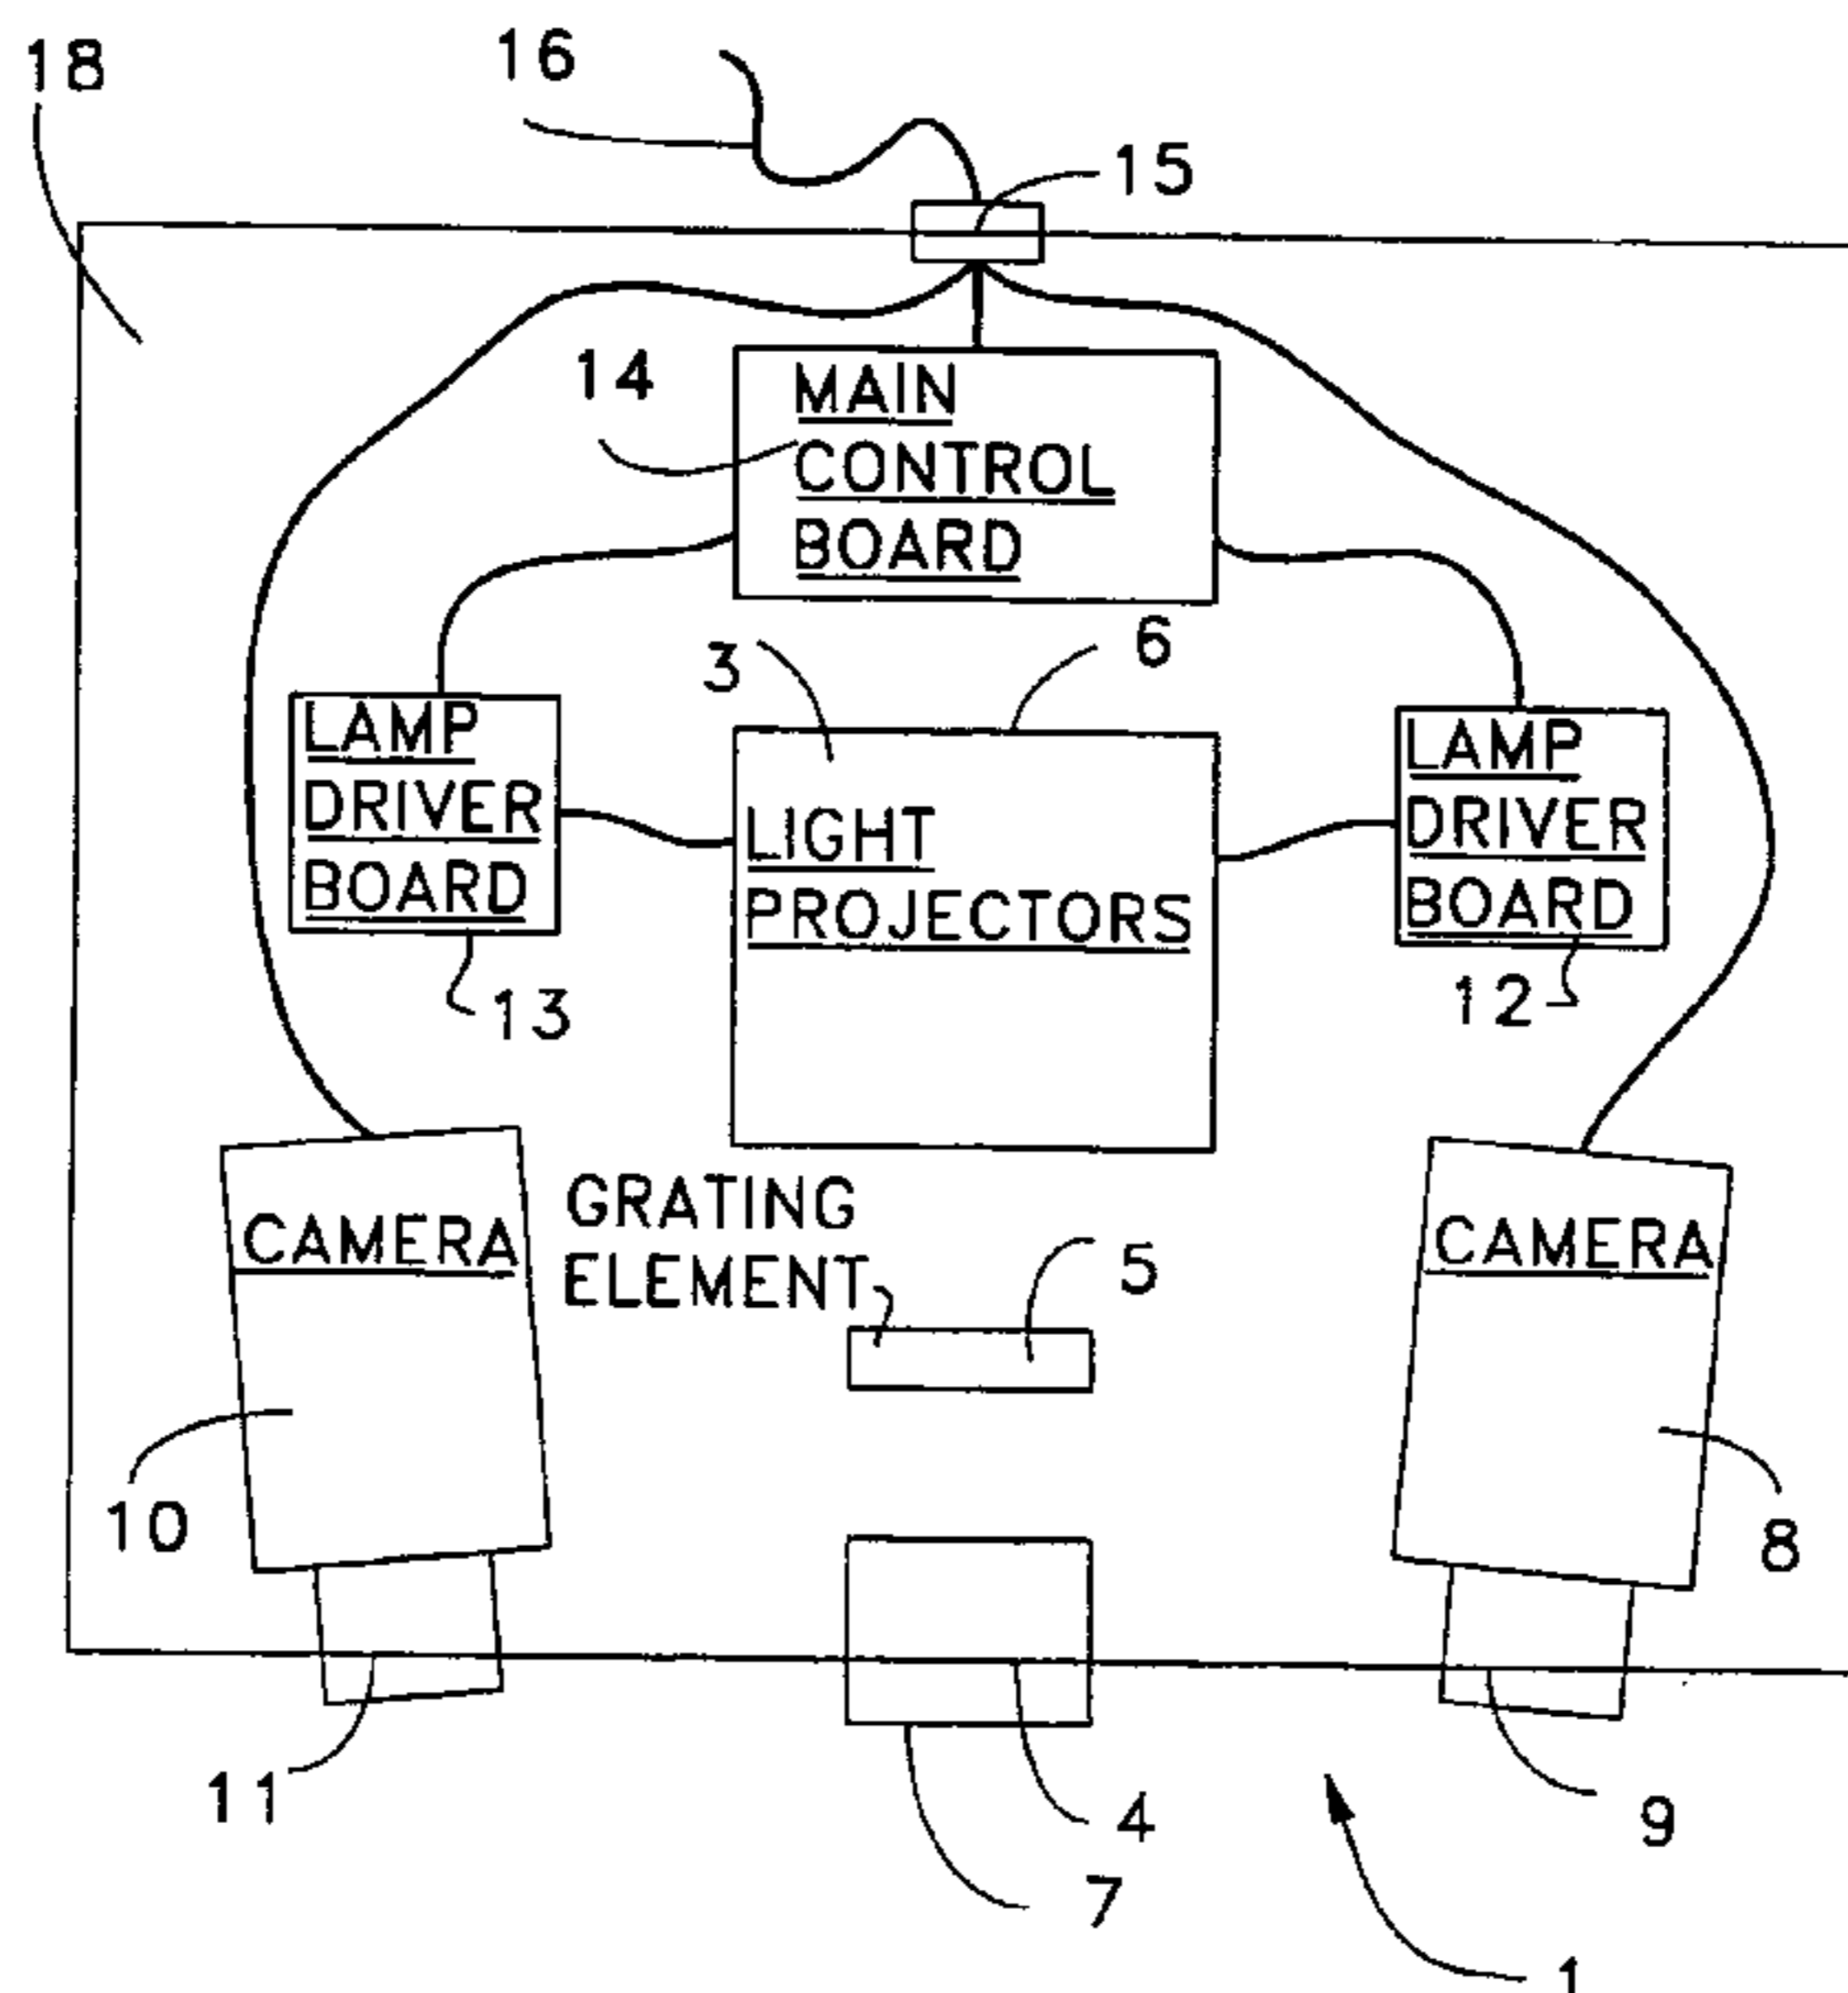 18
16
15
14
MAIN
CONTROL
BOARD
3
6
LAMP
DRIVER
BOARD
LIGHT
PROJECTORS
LAMP
DRIVER
BOARD
13
12
CAMERA
GRATING
ELEMENT
5
CAMERA
10
8
11
4
9
7
1